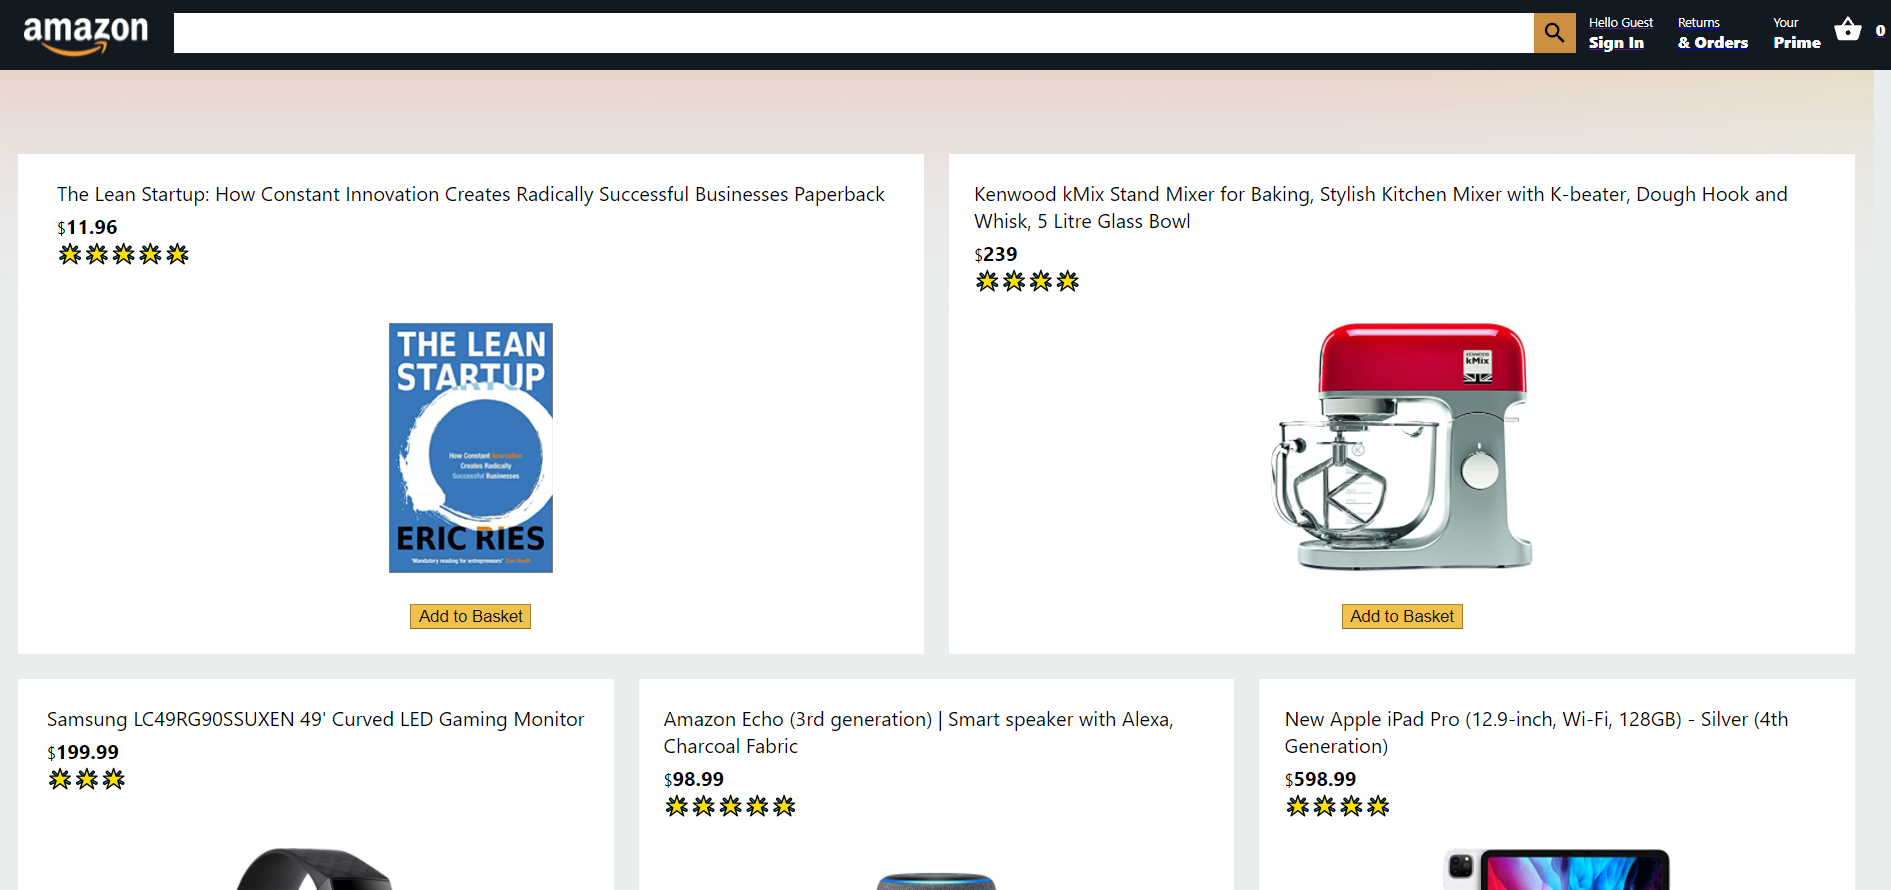 amazon
Hello Guest
Sign In
Returns
& Orders
Your
Prime
0
The Lean Startup: How Constant Innovation Creates Radically Successful Businesses Paperback
$11.96
THE LEAN
STARTUP
How Constant Innovation
Creates Radically
Successful Businesses
ERIC RIES
'Mandatory reading for entrepreneurs' Dan Heath
Add to Basket
Kenwood kMix Stand Mixer for Baking, Stylish Kitchen Mixer with K-beater, Dough Hook and
Whisk, 5 Litre Glass Bowl
$239
KENWOOD
kMix
K
Add to Basket
Samsung LC49RG90SSUXEN 49' Curved LED Gaming Monitor
$199.99
Amazon Echo (3rd generation) | Smart speaker with Alexa,
Charcoal Fabric
$98.99
New Apple iPad Pro (12.9-inch, Wi-Fi, 128GB) - Silver (4th
Generation)
$598.99